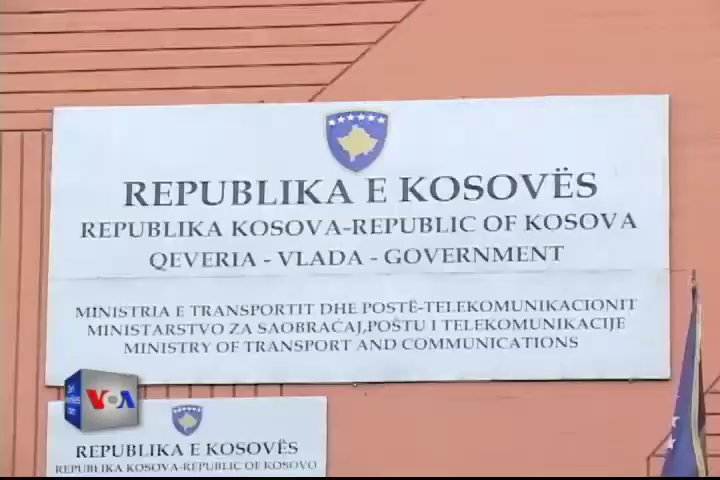 REPUBLIKA E KOSOVËS
REPUBLIKA KOSOVA-REPUBLIC OF KOSOVA
QEVERIA - VLADA - GOVERNMENT
MINISTRIA E TRANSPORTIT DHE POSTË-TELEKOMUNIKACIONIT
MINISTARSTVO ZA SAOBRAĆAJ,POŠTU I TELEKOMUNIKACIJE
MINISTRY OF TRANSPORT AND COMMUNICATIONS
VOA
REPUBLIKA E KOSOVËS
REPUBLIKA KOSOVA-REPUBLIC OF KOSOVO